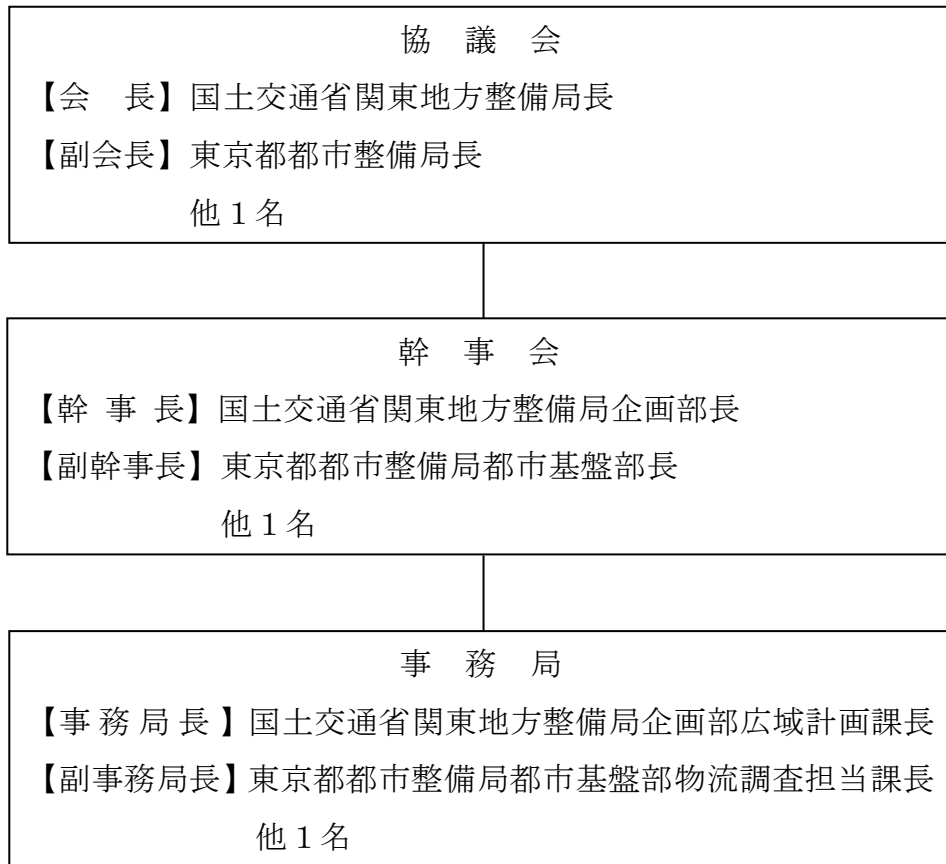 協　議　会
【会　長】国土交通省関東地方整備局長
【副会長】東京都都市整備局長
他１名
幹　事　会
【幹 事 長】国土交通省関東地方整備局企画部長
【副幹事長】東京都都市整備局都市基盤部長
他１名
事　務　局
【事 務 局 長】国土交通省関東地方整備局企画部広域計画課長
【副事務局長】東京都都市整備局都市基盤部物流調査担当課長
他１名